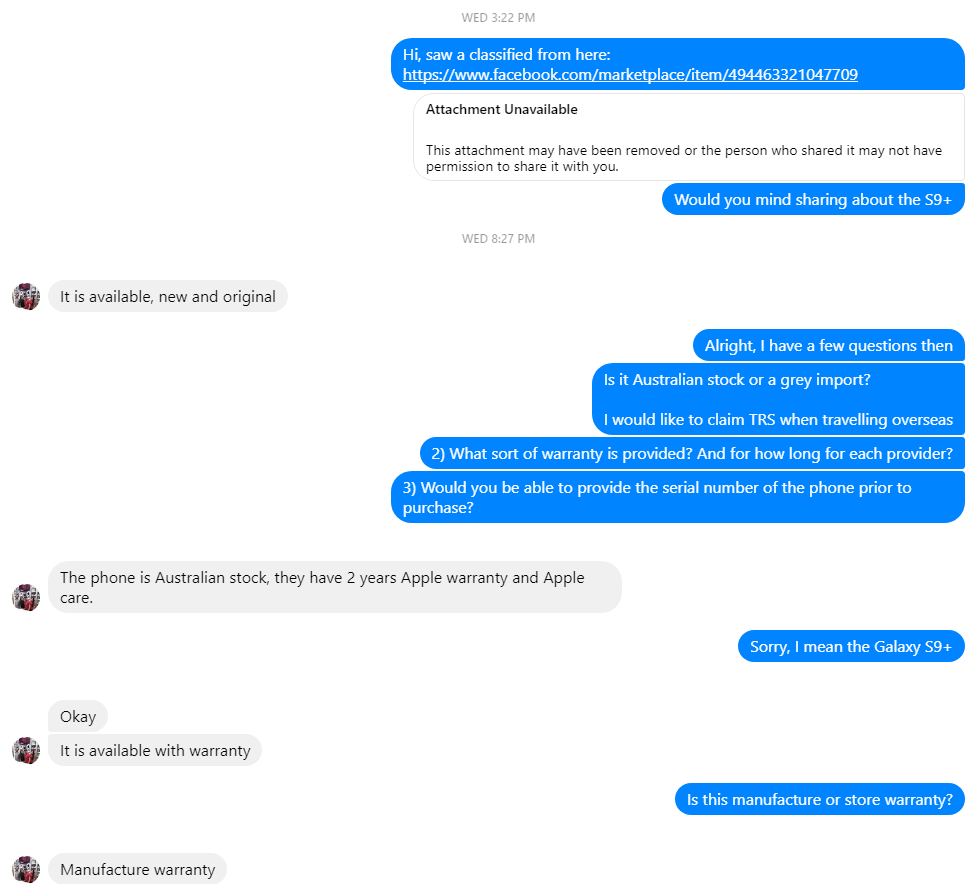 WED 3:22 PM
Hi, saw a classified from here:
https://www.facebook.com/marketplace/item/494463321047709
Attachment Unavailable
This attachment may have been removed or the person who shared it may not have
permission to share it with you.
Would you mind sharing about the S9+
WED 8:27 PM
It is available, new and original
Alright, I have a few questions then
Is it Australian stock or a grey import?
I would like to claim TRS when travelling overseas
2) What sort of warranty is provided? And for how long for each provider?
3) Would you be able to provide the serial number of the phone prior to
purchase?
The phone is Australian stock, they have 2 years Apple warranty and Apple
care.
Sorry, I mean the Galaxy S9+
Okay
It is available with warranty
Is this manufacture or store warranty?
Manufacture warranty